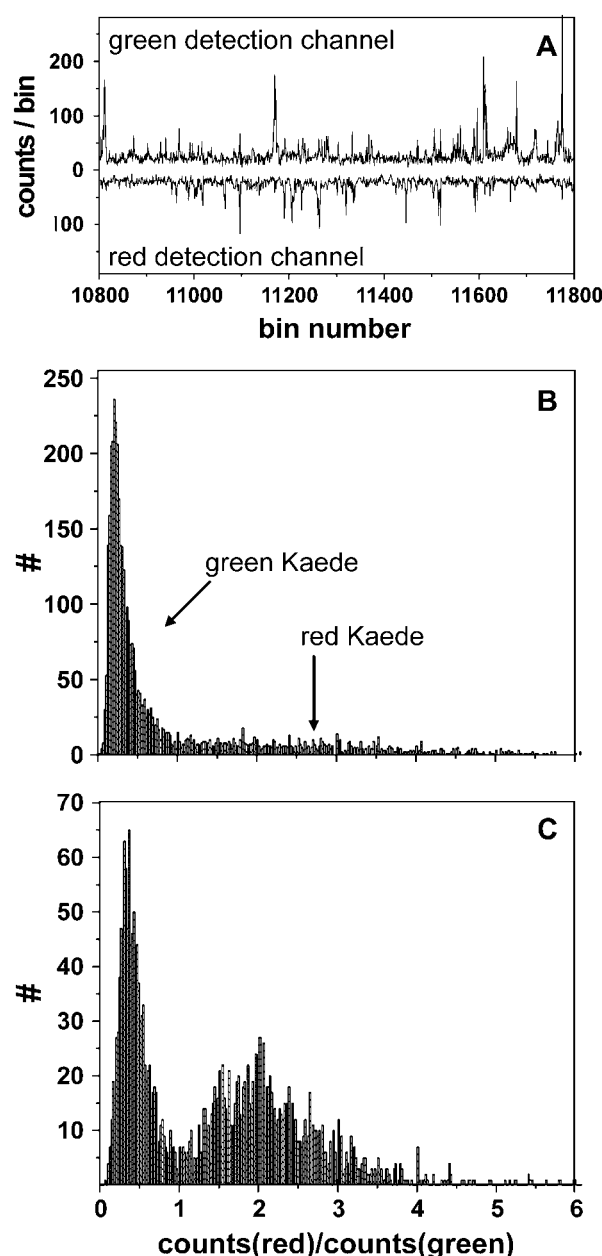 green detection channel
A
200
100
0
100
counts / bin
red detection channel
10800 11000 11200 11400 11600 11800
bin number
250
200
150
100
50
0
#
B
green Kaede
red Kaede
70
60
50
40
30
20
10
#
C
0 1 2 3 4 5 6
counts(red)/counts(green)